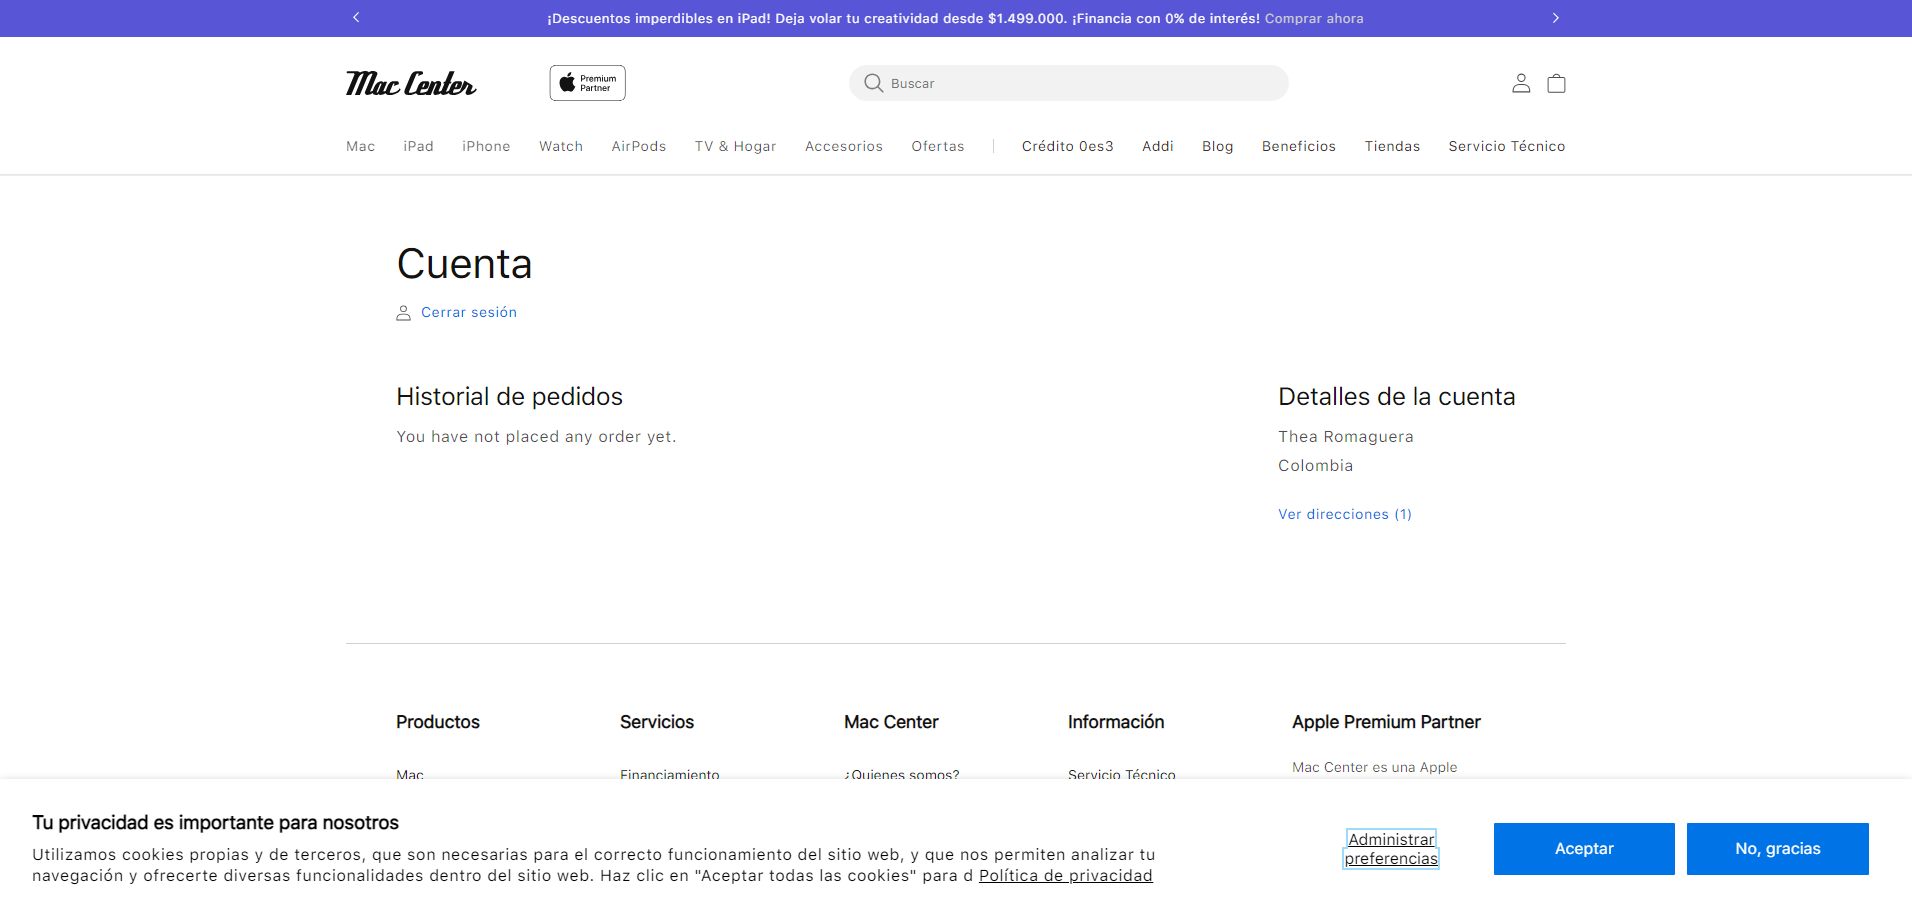 ¡Descuentos imperdibles en iPad! Deja volar tu creatividad desde $1.499.000. ¡Financia con 0% de interés! Comprar ahora
Mac Center
Premium
Partner
Buscar
Mac iPad iPhone Watch AirPods TV & Hogar Accesorios Ofertas Crédito 0es3 Addi Blog Beneficios Tiendas Servicio Técnico
Cuenta
Cerrar sesión
Historial de pedidos
You have not placed any order yet.
Detalles de la cuenta
Thea Romaguera
Colombia
Ver direcciones (1)
Productos
Mac
Servicios
Financiamiento
Mac Center
¿Quienes somos?
Información
Servicio Técnico
Apple Premium Partner
Mac Center es una Apple
Tu privacidad es importante para nosotros
Utilizamos cookies propias y de terceros, que son necesarias para el correcto funcionamiento del sitio web, y que nos permiten analizar tu
navegación y ofrecerte diversas funcionalidades dentro del sitio web. Haz clic en "Aceptar todas las cookies" para d Política de privacidad
Administrar
preferencias
Aceptar
No, gracias